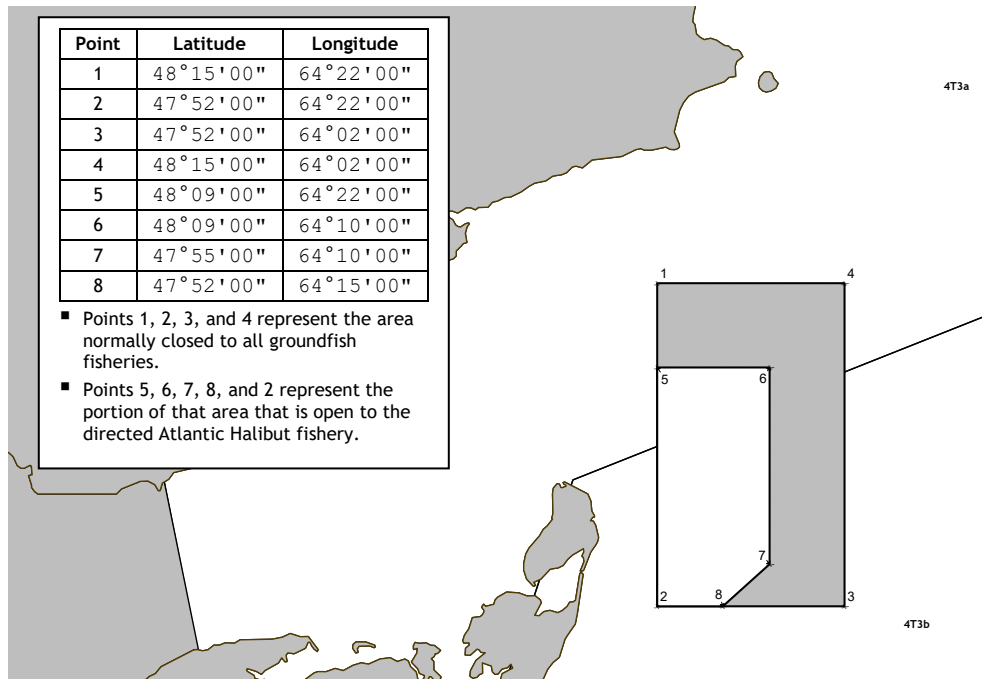 Point Latitude Longitude
1 48°15'00" 64°22'00"
2 47°52'00" 64°22'00"
3 47°52'00" 64°02'00"
4 48°15'00" 64°02'00"
5 48°09'00" 64°22'00"
6 48°09'00" 64°10'00"
7 47°55'00" 64°10'00"
8 47°52'00" 64°15'00"
▪ Points 1, 2, 3, and 4 represent the area
normally closed to all groundfish
fisheries.
▪ Points 5, 6, 7, 8, and 2 represent the
portion of that area that is open to the
directed Atlantic Halibut fishery.
4T3a
1 4
5 6
7
2 8 3
4T3b